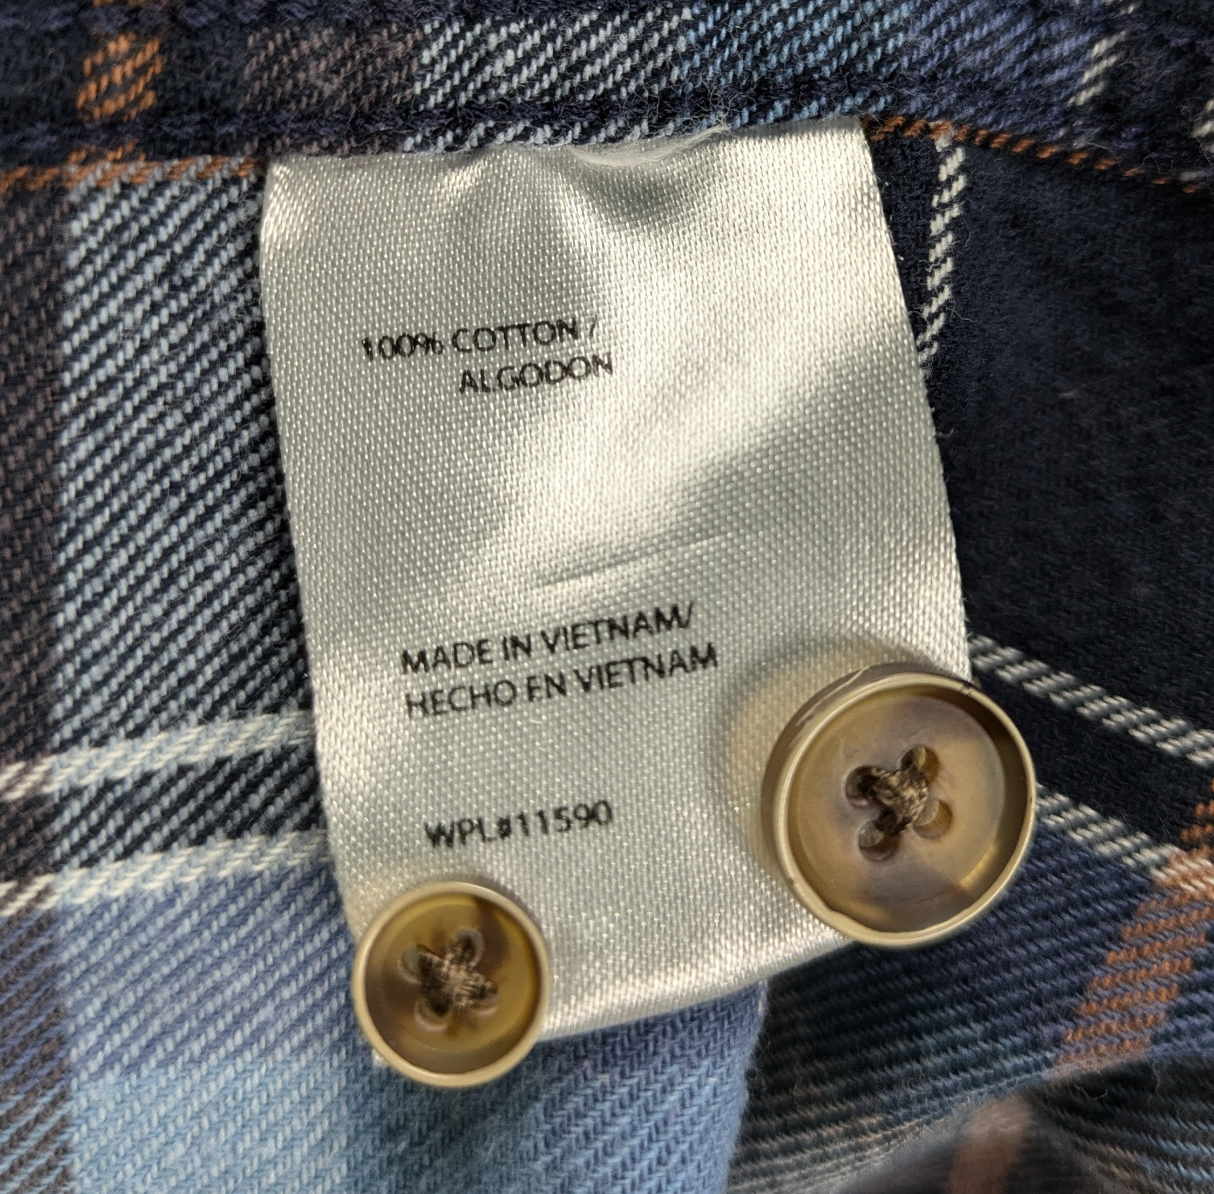 100% COTTON /
ALGODON
MADE IN VIETNAM/
HECHO EN VIETNAM
WPL#11590